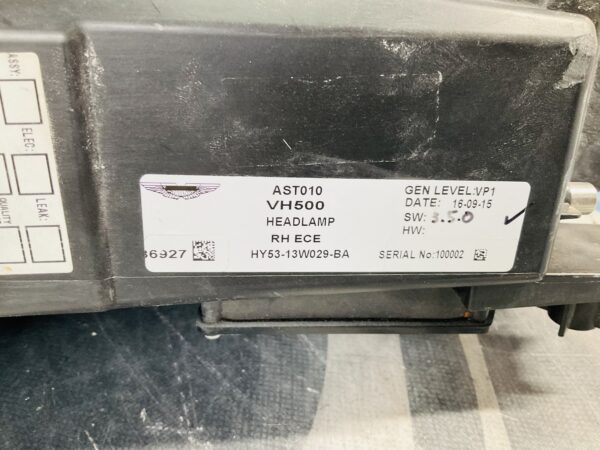 ASSY:
ELEC:
LEAK:
QUALITY
AST010
VH500
HEADLAMP
RH ECE
36927
HY53-13W029-BA
GEN LEVEL:VP1
DATE: 16-09-15
SW: 3.5.0
HW:
SERIAL No:100002